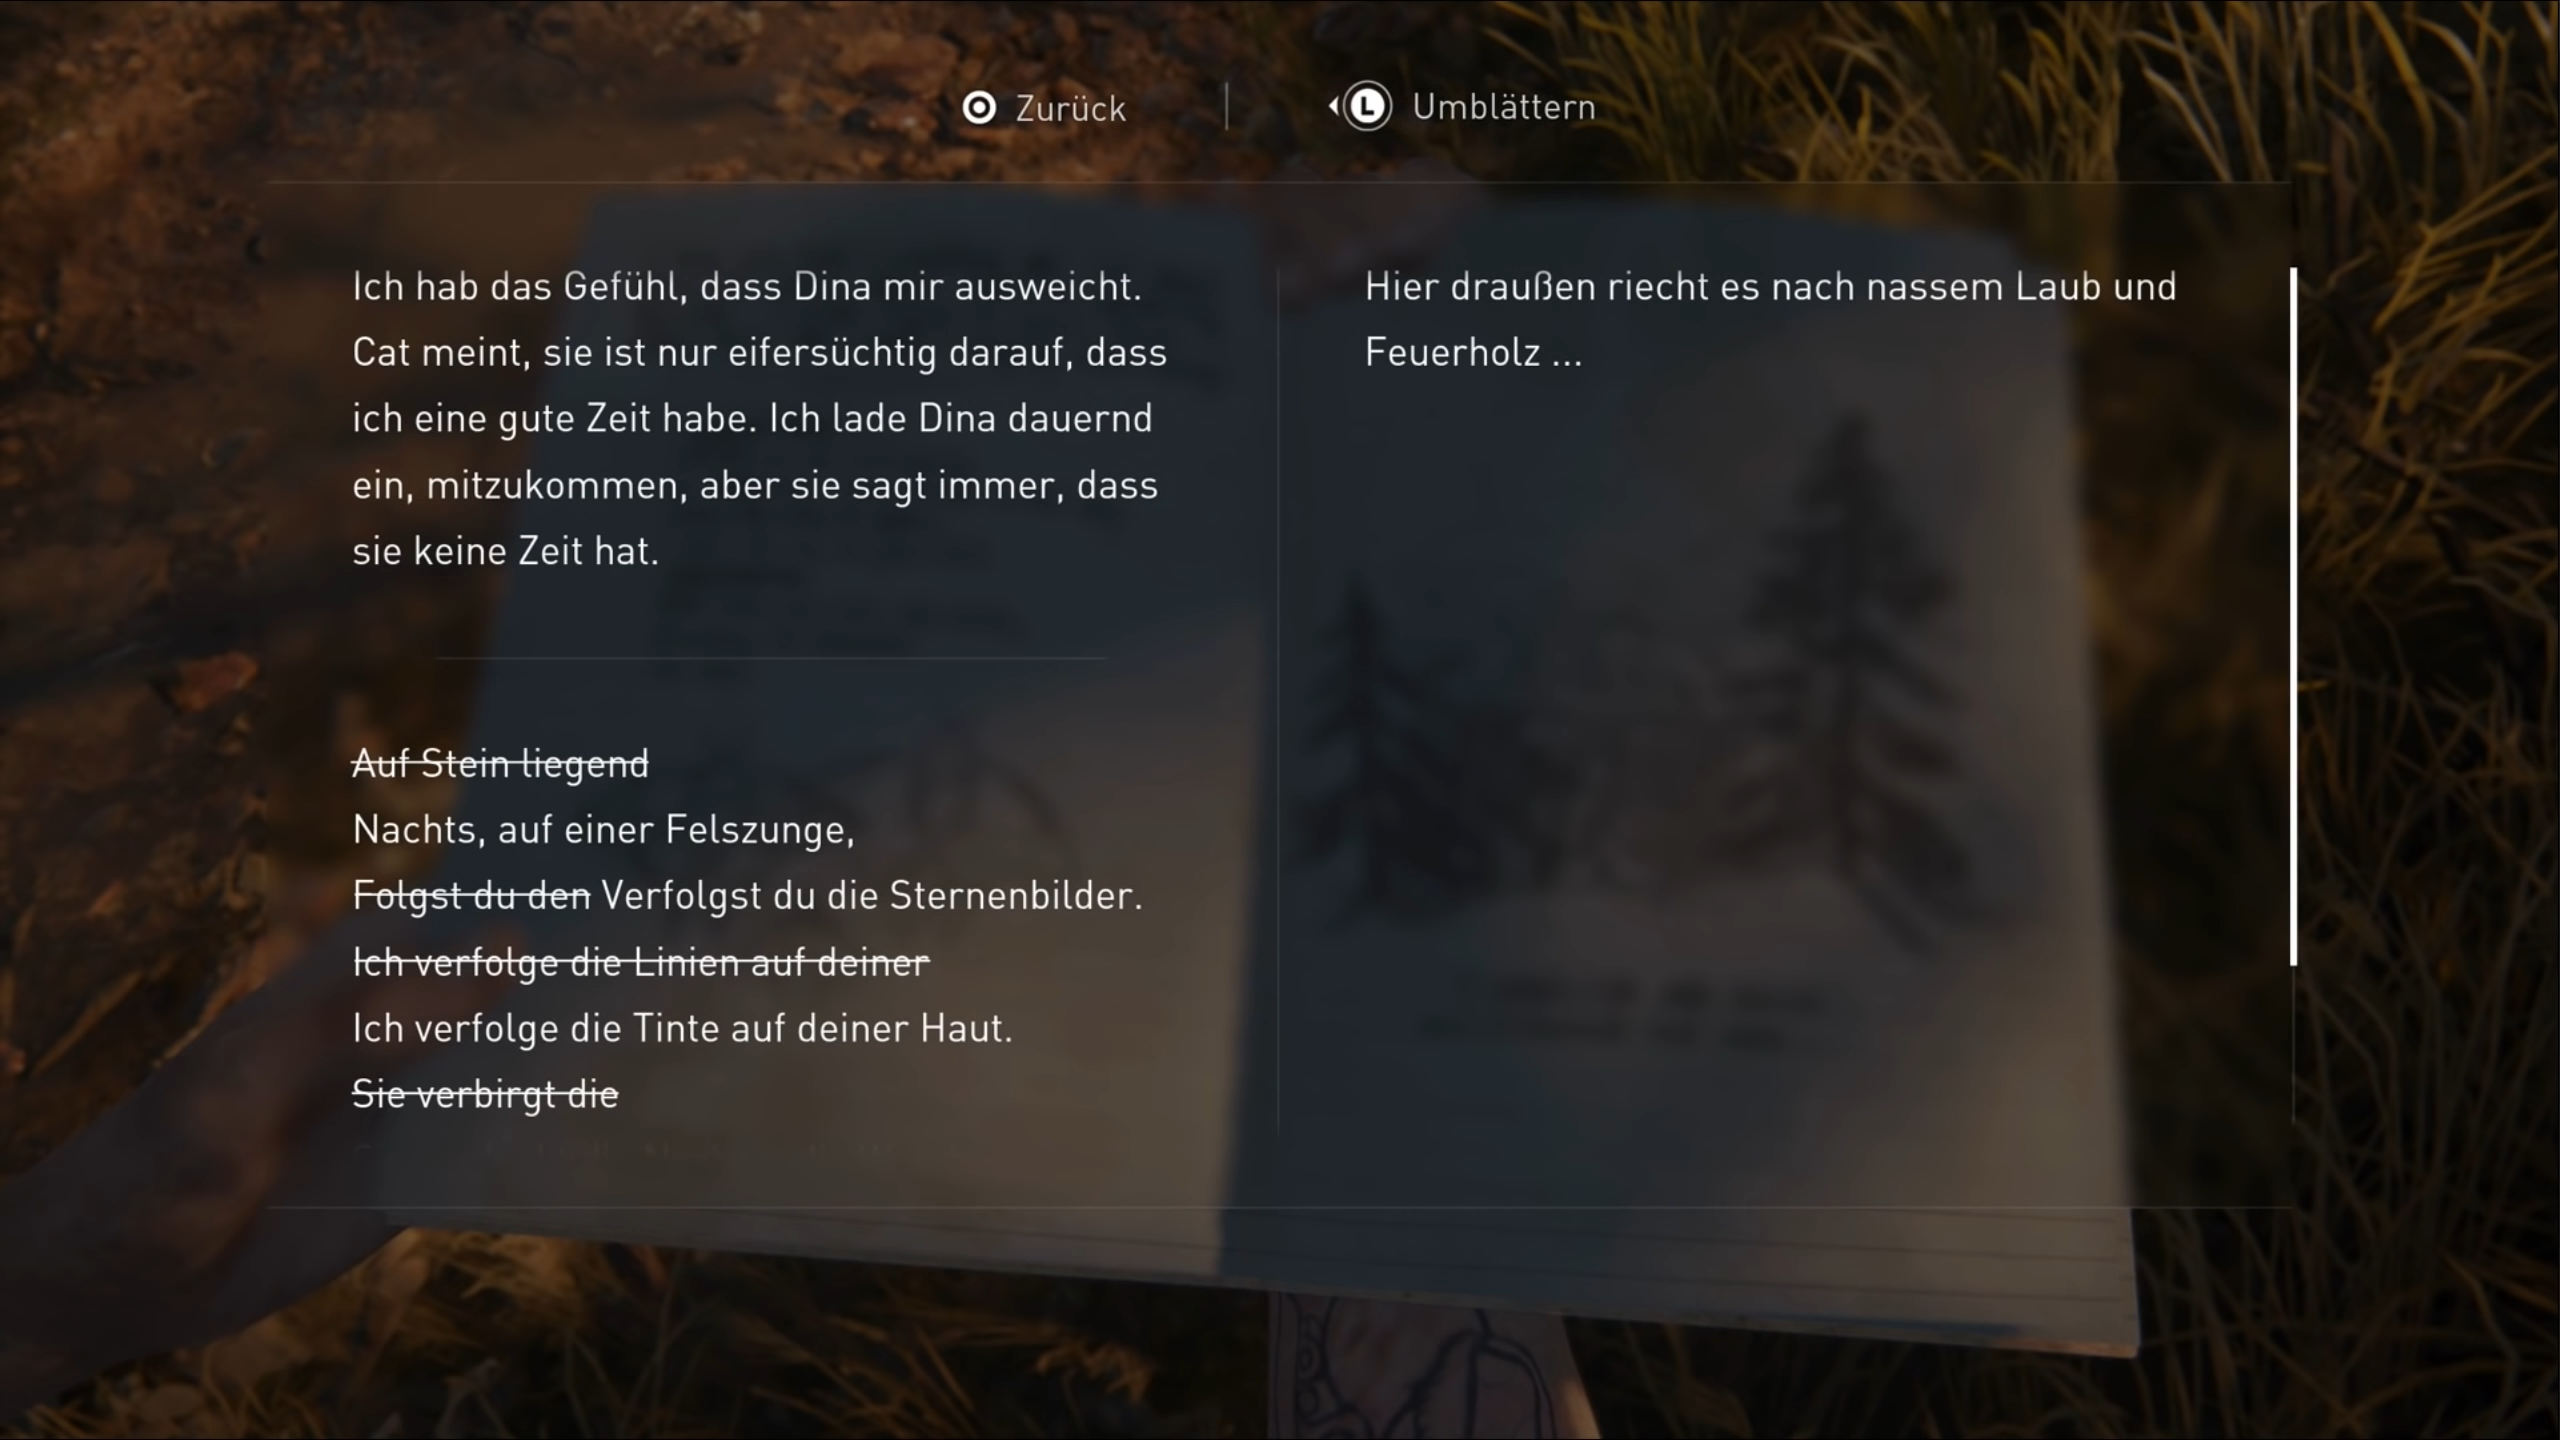 Zurück
L Umblättern
Ich hab das Gefühl, dass Dina mir ausweicht.
Cat meint, sie ist nur eifersüchtig darauf, dass
ich eine gute Zeit habe. Ich lade Dina dauernd
ein, mitzukommen, aber sie sagt immer, dass
sie keine Zeit hat.
Auf Stein liegend
Nachts, auf einer Felszunge,
Folgst du den Verfolgst du die Sternenbilder.
Ich verfolge die Linien auf deiner
Ich verfolge die Tinte auf deiner Haut.
Sie verbirgt die
Hier draußen riecht es nach nassem Laub und
Feuerholz ...